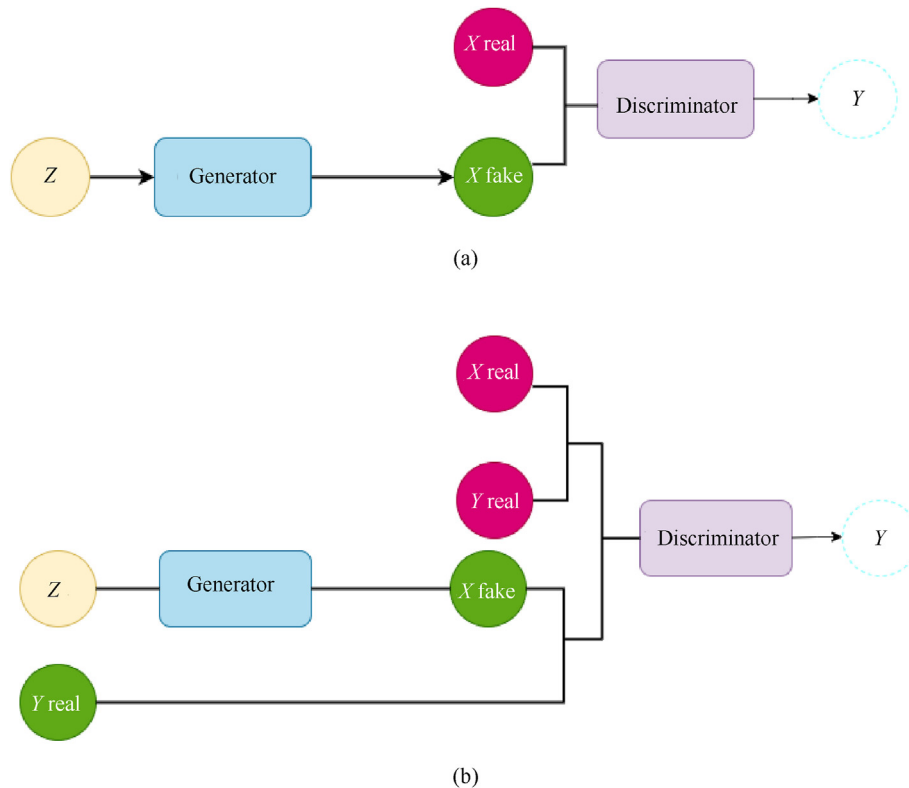 X real
Discriminator
Y
Z
Generator
X fake
(a)
X real
Y real
Discriminator
Y
Z
Generator
X fake
Y real
(b)